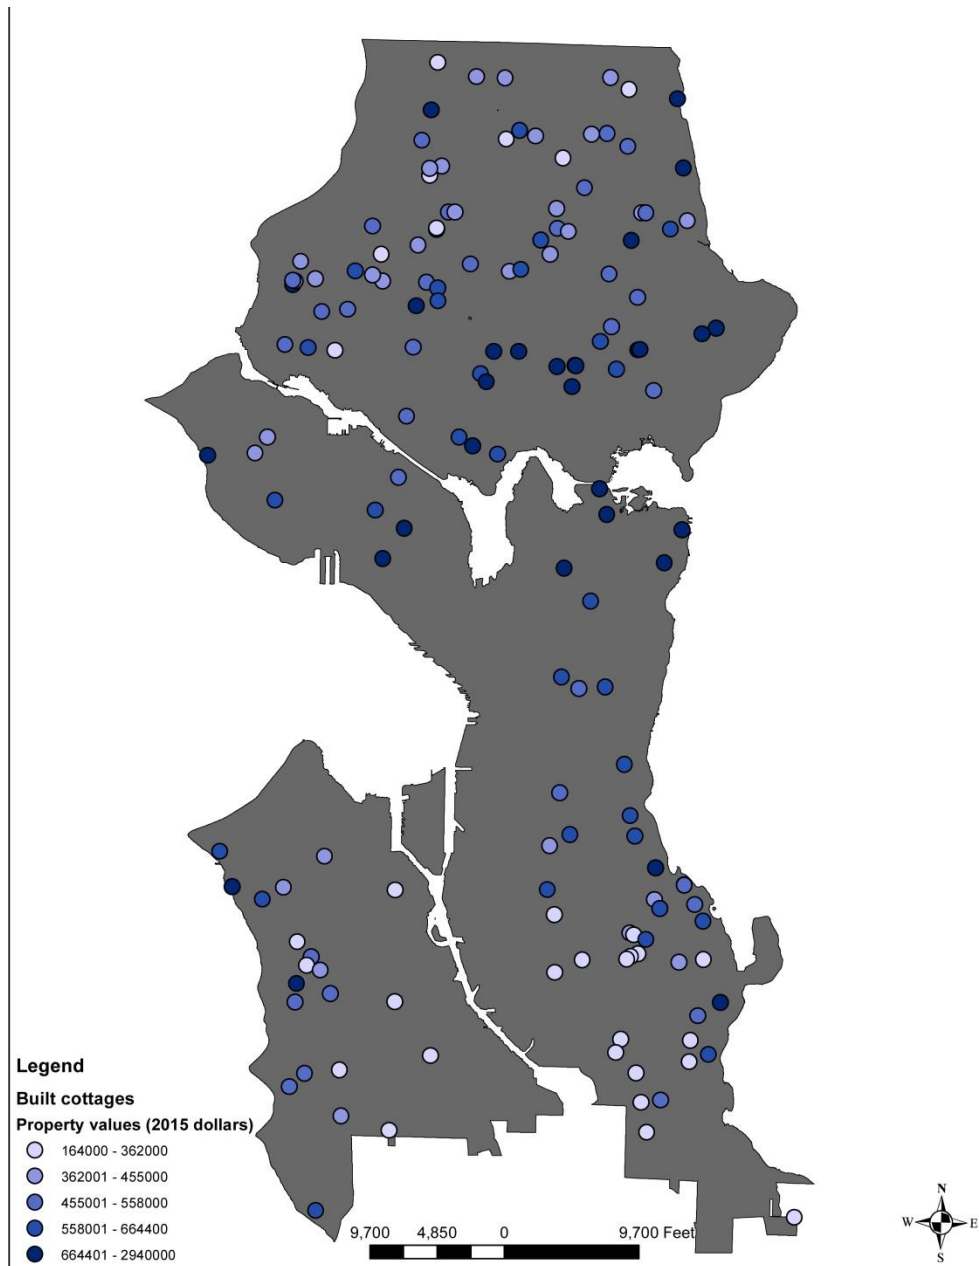 Legend
Built cottages
Property values (2015 dollars)
164000 - 362000
362001 - 455000
455001 - 558000
558001 - 664400
664401 - 2940000
9,700 4,850 0 9,700 Feet
N
W E
S